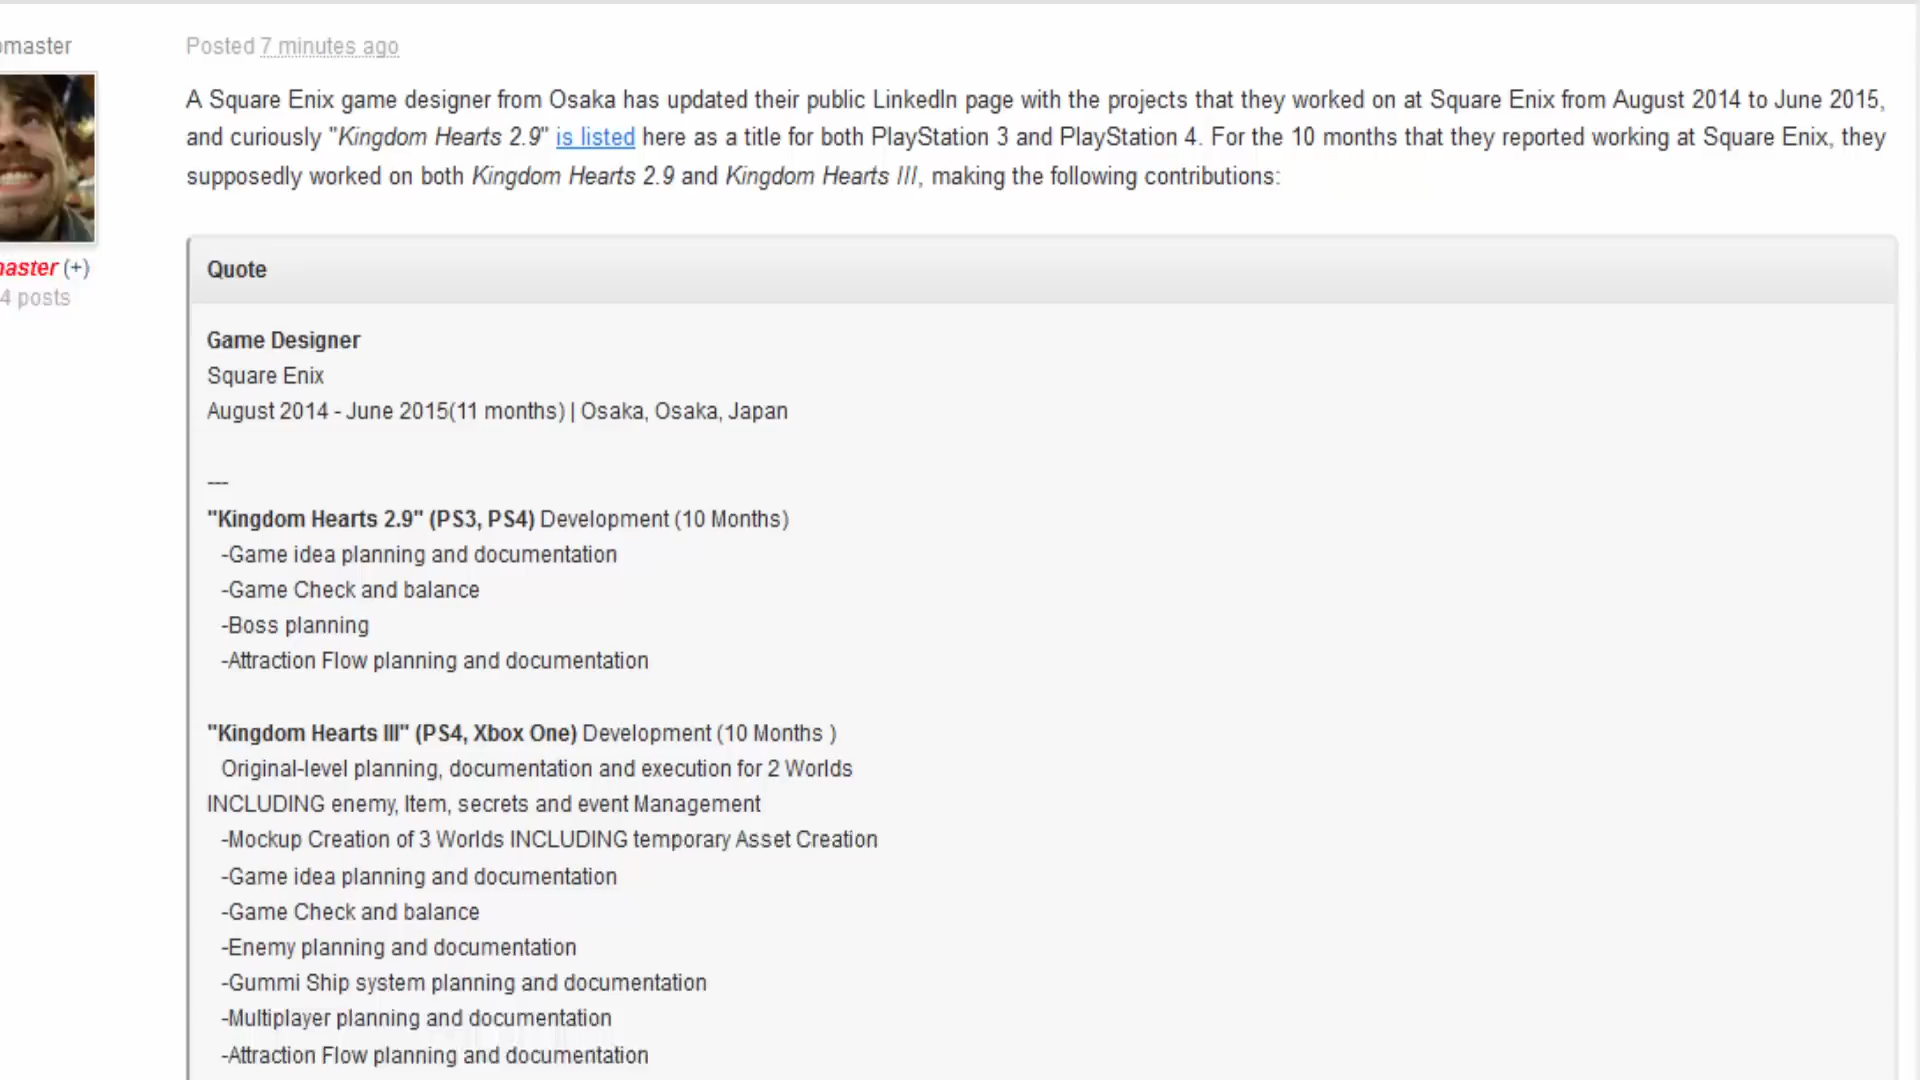 omaster
Posted 7 minutes ago
A Square Enix game designer from Osaka has updated their public LinkedIn page with the projects that they worked on at Square Enix from August 2014 to June 2015,
and curiously "Kingdom Hearts 2.9" is listed here as a title for both PlayStation 3 and PlayStation 4. For the 10 months that they reported working at Square Enix, they
supposedly worked on both Kingdom Hearts 2.9 and Kingdom Hearts III, making the following contributions:
master (+)
4 posts
Quote
Game Designer
Square Enix
August 2014 - June 2015(11 months) | Osaka, Osaka, Japan
---
"Kingdom Hearts 2.9" (PS3, PS4) Development (10 Months)
-Game idea planning and documentation
-Game Check and balance
-Boss planning
-Attraction Flow planning and documentation
"Kingdom Hearts III" (PS4, Xbox One) Development (10 Months )
Original-level planning, documentation and execution for 2 Worlds
INCLUDING enemy, Item, secrets and event Management
-Mockup Creation of 3 Worlds INCLUDING temporary Asset Creation
-Game idea planning and documentation
-Game Check and balance
-Enemy planning and documentation
-Gummi Ship system planning and documentation
-Multiplayer planning and documentation
-Attraction Flow planning and documentation